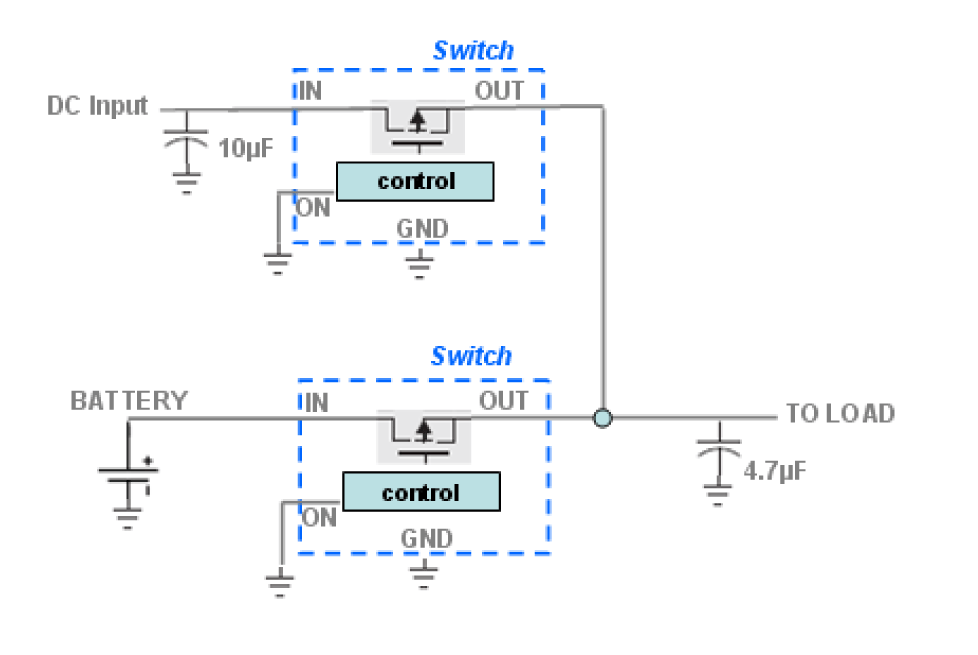 Switch
IN
OUT
DC Input
10µF
control
ON
GND
Switch
BATTERY
IN
OUT
TO LOAD
+
control
4.7µF
ON
GND